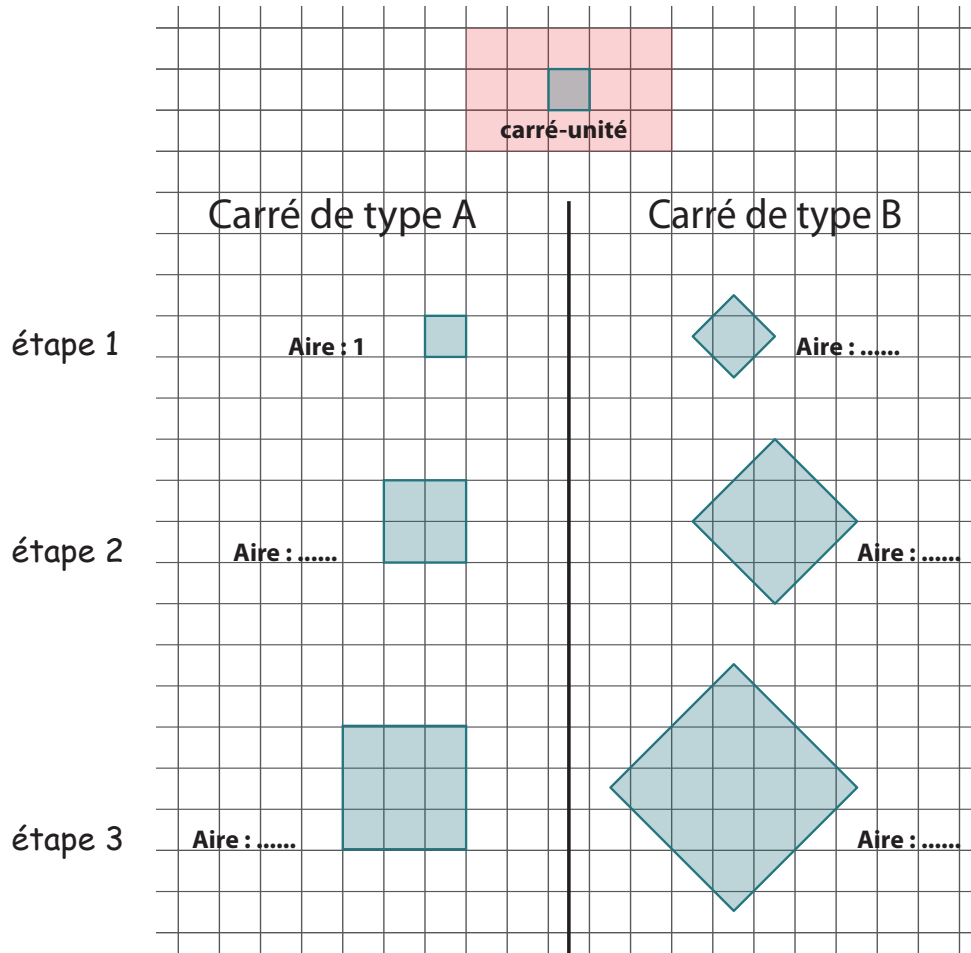 carré-unité
Carré de type A
Carré de type B
étape 1
Aire : 1
Aire : ......
étape 2
Aire : ......
Aire : ......
étape 3
Aire : ......
Aire : ......